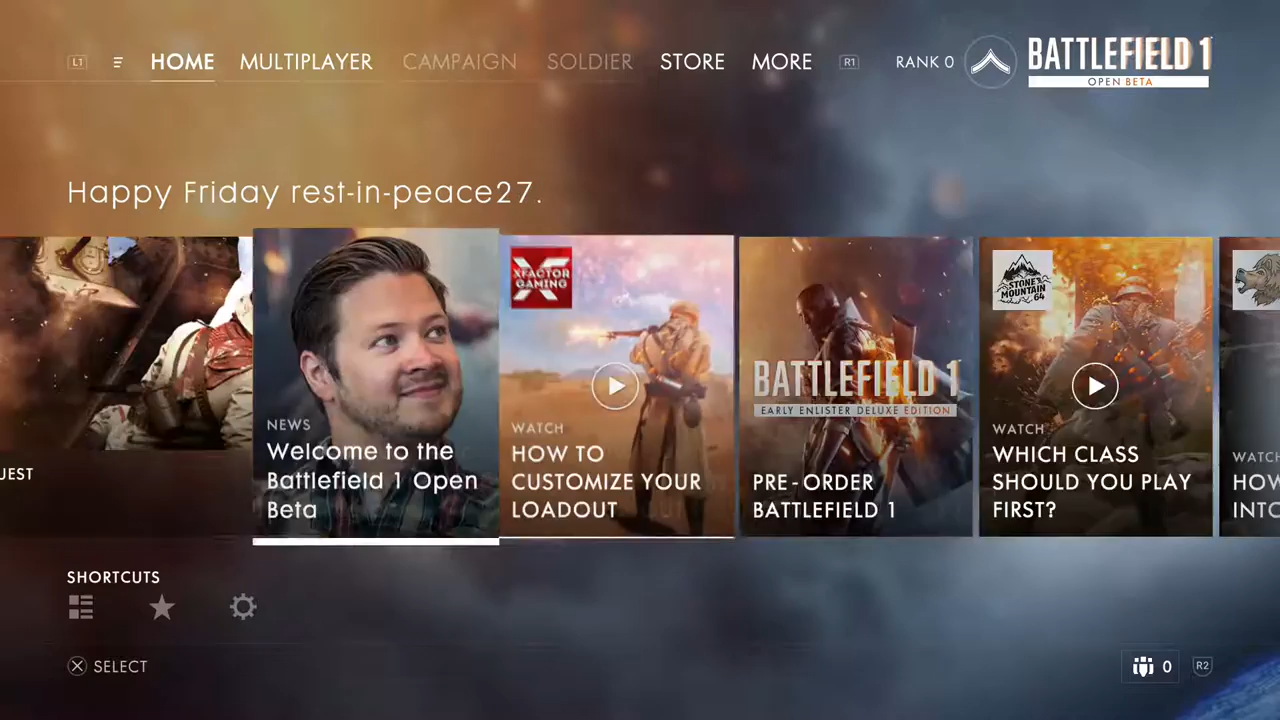 L1
HOME
MULTIPLAYER
CAMPAIGN
SOLDIER
STORE
MORE
R1
RANK 0
BATTLEFIELD 1
OPEN BETA
Happy Friday rest-in-peace27.
UEST
NEWS
Welcome to the
Battlefield 1 Open
Beta
XFACTOR
GAMING
WATCH
HOW TO
CUSTOMIZE YOUR
LOADOUT
BATTLEFIELD 1
EARLY ENLISTER DELUXE EDITION
PRE-ORDER
BATTLEFIELD 1
STONE
MOUNTAIN
64
WATCH
WHICH CLASS
SHOULD YOU PLAY
FIRST?
WATCH
HOW
INTO
SHORTCUTS
SELECT
0
R2